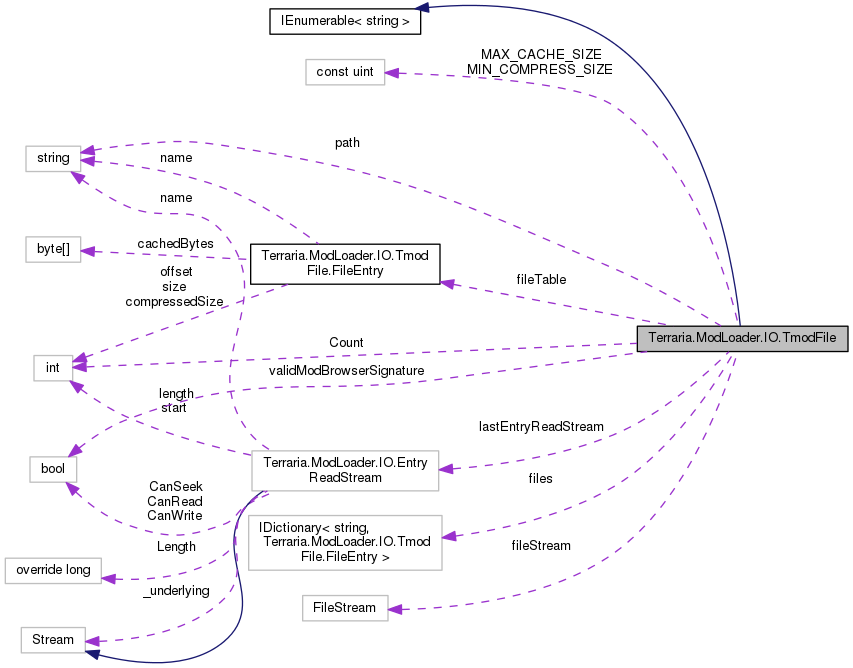 IEnumerable< string >
MAX_CACHE_SIZE
MIN_COMPRESS_SIZE
const uint
path
string
name
name
byte[]
cachedBytes
Terraria.ModLoader.IO.Tmod
File.FileEntry
offset
size
compressedSize
fileTable
Terraria.ModLoader.IO.TmodFile
Count
int
validModBrowserSignature
length
start
lastEntryReadStream
bool
Terraria.ModLoader.IO.Entry
ReadStream
files
CanSeek
CanRead
CanWrite
IDictionary< string,
Terraria.ModLoader.IO.Tmod
File.FileEntry >
Length
fileStream
override long
_underlying
FileStream
Stream